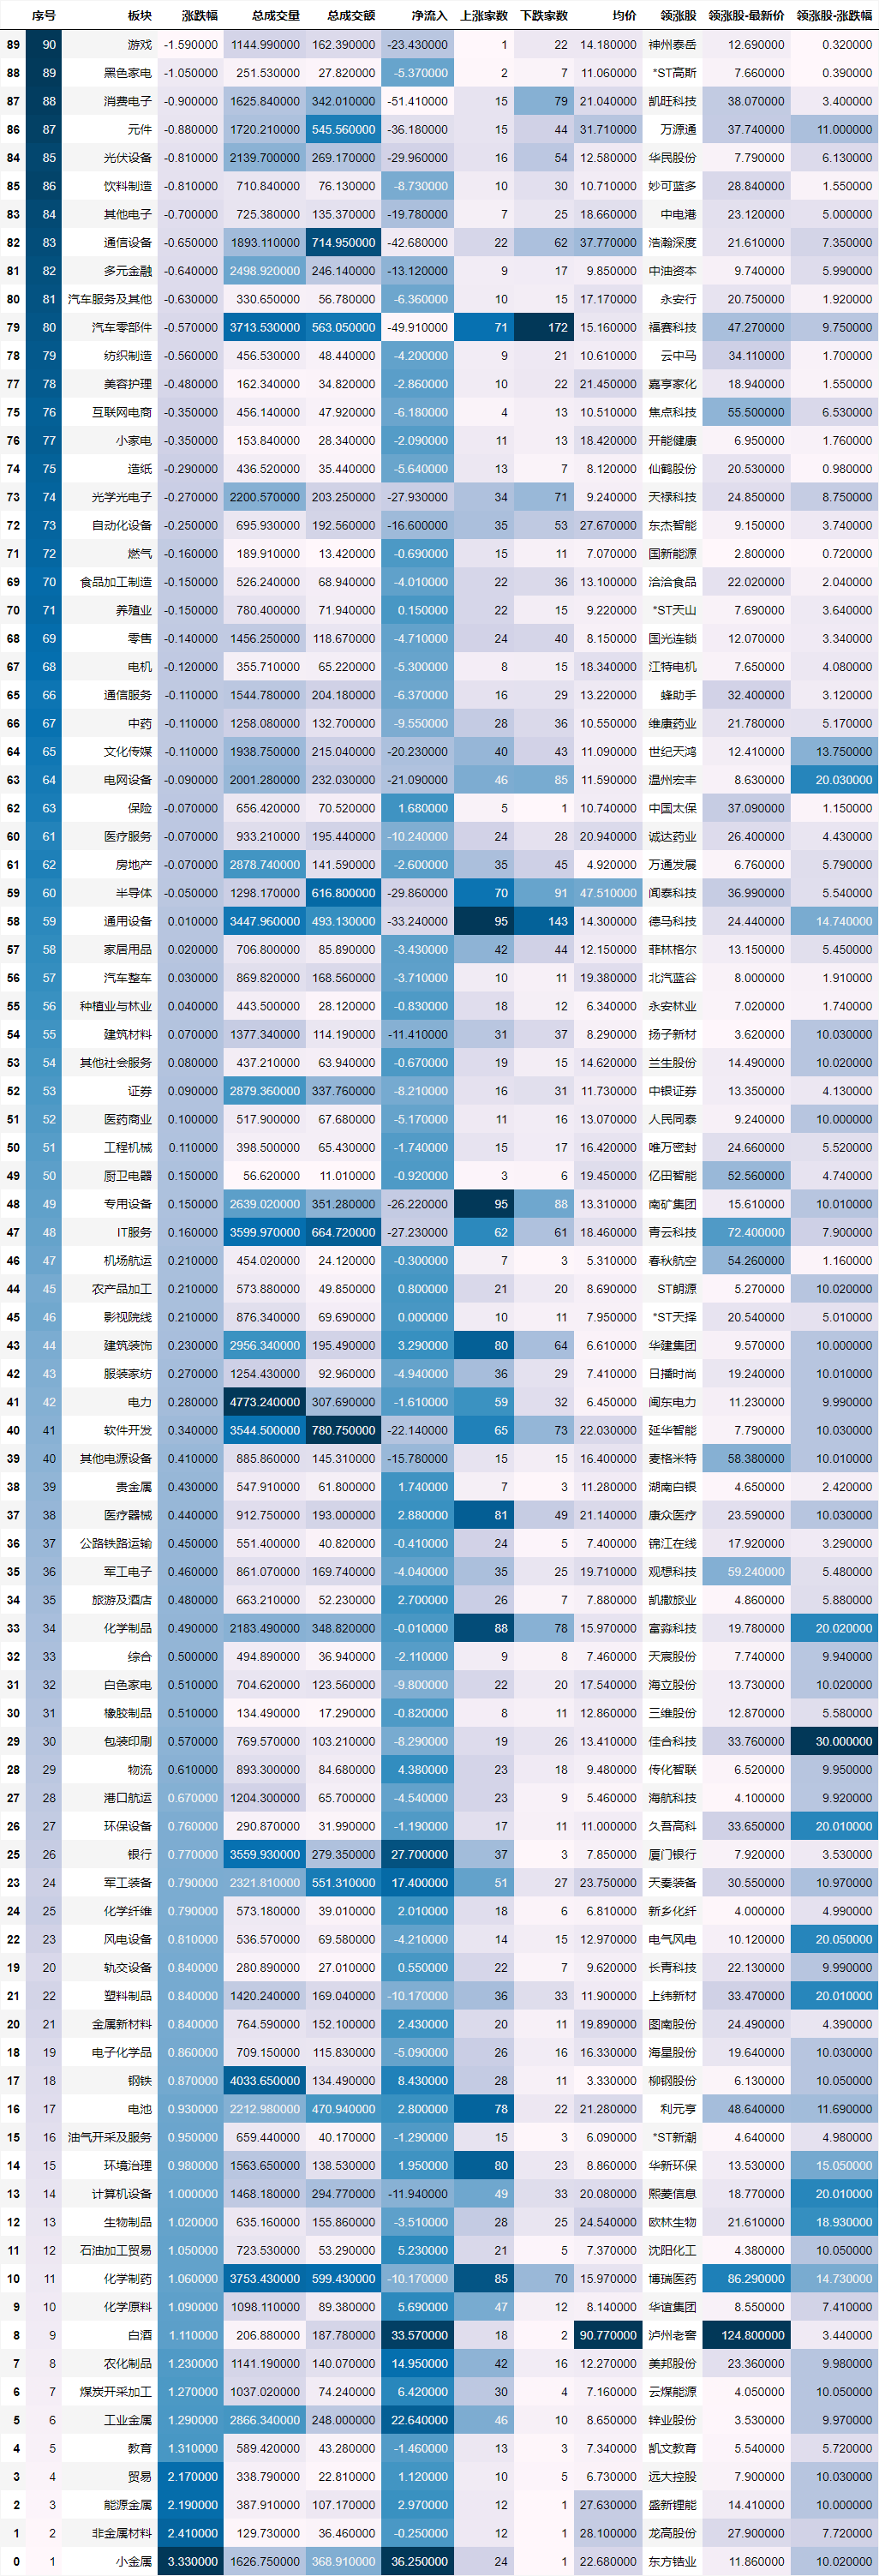 序号 板块 涨跌幅 总成交量 总成交额 净流入 上涨家数 下跌家数 均价 领涨股 领涨股-最新价 领涨股-涨跌幅
89 90 游戏 -1.590000 1144.990000 162.390000 -23.430000 1 22 14.180000 神州泰岳 12.690000 0.320000
88 89 黑色家电 -1.050000 251.530000 27.820000 -5.370000 2 7 11.060000 *ST高斯 7.660000 0.390000
87 88 消费电子 -0.900000 1625.840000 342.010000 -51.410000 15 79 21.040000 凯旺科技 38.070000 3.400000
86 87 元件 -0.880000 1720.210000 545.560000 -36.180000 15 44 31.710000 万源通 37.740000 11.000000
84 85 光伏设备 -0.810000 2139.700000 269.170000 -29.960000 16 54 12.580000 华民股份 7.790000 6.130000
85 86 饮料制造 -0.810000 710.840000 76.130000 -8.730000 10 30 10.710000 妙可蓝多 28.840000 1.550000
83 84 其他电子 -0.700000 725.380000 135.370000 -19.780000 7 25 18.660000 中电港 23.120000 5.000000
82 83 通信设备 -0.650000 1893.110000 714.950000 -42.680000 22 62 37.770000 浩瀚深度 21.610000 7.350000
81 82 多元金融 -0.640000 2498.920000 246.140000 -13.120000 9 17 9.850000 中油资本 9.740000 5.990000
80 81 汽车服务及其他 -0.630000 330.650000 56.780000 -6.360000 10 15 17.170000 永安行 20.750000 1.920000
79 80 汽车零部件 -0.570000 3713.530000 563.050000 -49.910000 71 172 15.160000 福赛科技 47.270000 9.750000
78 79 纺织制造 -0.560000 456.530000 48.440000 -4.200000 9 21 10.610000 云中马 34.110000 1.700000
77 78 美容护理 -0.480000 162.340000 34.820000 -2.860000 10 22 21.450000 嘉亨家化 18.940000 1.550000
75 76 互联网电商 -0.350000 456.140000 47.920000 -6.180000 4 13 10.510000 焦点科技 55.500000 6.530000
76 77 小家电 -0.350000 153.840000 28.340000 -2.090000 11 13 18.420000 开能健康 6.950000 1.760000
74 75 造纸 -0.290000 436.520000 35.440000 -5.640000 13 7 8.120000 仙鹤股份 20.530000 0.980000
73 74 光学光电子 -0.270000 2200.570000 203.250000 -27.930000 34 71 9.240000 天禄科技 24.850000 8.750000
72 73 自动化设备 -0.250000 695.930000 192.560000 -16.600000 35 53 27.670000 东杰智能 9.150000 3.740000
71 72 燃气 -0.160000 189.910000 13.420000 -0.690000 15 11 7.070000 国新能源 2.800000 0.720000
69 70 食品加工制造 -0.150000 526.240000 68.940000 -4.010000 22 36 13.100000 洽洽食品 22.020000 2.040000
70 71 养殖业 -0.150000 780.400000 71.940000 0.150000 22 15 9.220000 *ST天山 7.690000 3.640000
68 69 零售 -0.140000 1456.250000 118.670000 -4.710000 24 40 8.150000 国光连锁 12.070000 3.340000
67 68 电机 -0.120000 355.710000 65.220000 -5.300000 8 15 18.340000 江特电机 7.650000 4.080000
65 66 通信服务 -0.110000 1544.780000 204.180000 -6.370000 16 29 13.220000 蜂助手 32.400000 3.120000
66 67 中药 -0.110000 1258.080000 132.700000 -9.550000 28 36 10.550000 维康药业 21.780000 5.170000
64 65 文化传媒 -0.110000 1938.750000 215.040000 -20.230000 40 43 11.090000 世纪天鸿 12.410000 13.750000
63 64 电网设备 -0.090000 2001.280000 232.030000 -21.090000 46 85 11.590000 温州宏丰 8.630000 20.030000
62 63 保险 -0.070000 656.420000 70.520000 1.680000 5 1 10.740000 中国太保 37.090000 1.150000
60 61 医疗服务 -0.070000 933.210000 195.440000 -10.240000 24 28 20.940000 诚达药业 26.400000 4.430000
61 62 房地产 -0.070000 2878.740000 141.590000 -2.600000 35 45 4.920000 万通发展 6.760000 5.790000
59 60 半导体 -0.050000 1298.170000 616.800000 -29.860000 70 91 47.510000 闻泰科技 36.990000 5.540000
58 59 通用设备 0.010000 3447.960000 493.130000 -33.240000 95 143 14.300000 德马科技 24.440000 14.740000
57 58 家居用品 0.020000 706.800000 85.890000 -3.430000 42 44 12.150000 菲林格尔 13.150000 5.450000
56 57 汽车整车 0.030000 869.820000 168.560000 -3.710000 10 11 19.380000 北汽蓝谷 8.000000 1.910000
55 56 种植业与林业 0.040000 443.500000 28.120000 -0.830000 18 12 6.340000 永安林业 7.020000 1.740000
54 55 建筑材料 0.070000 1377.340000 114.190000 -11.410000 31 37 8.290000 扬子新材 3.620000 10.030000
53 54 其他社会服务 0.080000 437.210000 63.940000 -0.670000 19 15 14.620000 兰生股份 14.490000 10.020000
52 53 证券 0.090000 2879.360000 337.760000 -8.210000 16 31 11.730000 中银证券 13.350000 4.130000
51 52 医药商业 0.100000 517.900000 67.680000 -5.170000 11 16 13.070000 人民同泰 9.240000 10.000000
50 51 工程机械 0.110000 398.500000 65.430000 -1.740000 15 17 16.420000 唯万密封 24.660000 5.520000
49 50 厨卫电器 0.150000 56.620000 11.010000 -0.920000 3 6 19.450000 亿田智能 52.560000 4.740000
48 49 专用设备 0.150000 2639.020000 351.280000 -26.220000 95 88 13.310000 南矿集团 15.610000 10.010000
47 48 IT服务 0.160000 3599.970000 664.720000 -27.230000 62 61 18.460000 青云科技 72.400000 7.900000
46 47 机场航运 0.210000 454.020000 24.120000 -0.300000 7 3 5.310000 春秋航空 54.260000 1.160000
44 45 农产品加工 0.210000 573.880000 49.850000 0.800000 21 20 8.690000 ST朗源 5.270000 10.020000
45 46 影视院线 0.210000 876.340000 69.690000 0.000000 10 11 7.950000 *ST天择 20.540000 5.010000
43 44 建筑装饰 0.230000 2956.340000 195.490000 3.290000 80 64 6.610000 华建集团 9.570000 10.000000
42 43 服装家纺 0.270000 1254.430000 92.960000 -4.940000 36 29 7.410000 日播时尚 19.240000 10.010000
41 42 电力 0.280000 4773.240000 307.690000 -1.610000 59 32 6.450000 闽东电力 11.230000 9.990000
40 41 软件开发 0.340000 3544.500000 780.750000 -22.140000 65 73 22.030000 延华智能 7.790000 10.030000
39 40 其他电源设备 0.410000 885.860000 145.310000 -15.780000 15 15 16.400000 麦格米特 58.380000 10.010000
38 39 贵金属 0.430000 547.910000 61.800000 1.740000 7 3 11.280000 湖南白银 4.650000 2.420000
37 38 医疗器械 0.440000 912.750000 193.000000 2.880000 81 49 21.140000 康众医疗 23.590000 10.030000
36 37 公路铁路运输 0.450000 551.400000 40.820000 -0.410000 24 5 7.400000 锦江在线 17.920000 3.290000
35 36 军工电子 0.460000 861.070000 169.740000 -4.040000 35 25 19.710000 观想科技 59.240000 5.480000
34 35 旅游及酒店 0.480000 663.210000 52.230000 2.700000 26 7 7.880000 凯撒旅业 4.860000 5.880000
33 34 化学制品 0.490000 2183.490000 348.820000 -0.010000 88 78 15.970000 富淼科技 19.780000 20.020000
32 33 综合 0.500000 494.890000 36.940000 -2.110000 9 8 7.460000 天宸股份 7.740000 9.940000
31 32 白色家电 0.510000 704.620000 123.560000 -9.800000 22 20 17.540000 海立股份 13.730000 10.020000
30 31 橡胶制品 0.510000 134.490000 17.290000 -0.820000 8 11 12.860000 三维股份 12.870000 5.580000
29 30 包装印刷 0.570000 769.570000 103.210000 -8.290000 19 26 13.410000 佳合科技 33.760000 30.000000
28 29 物流 0.610000 893.300000 84.680000 4.380000 23 18 9.480000 传化智联 6.520000 9.950000
27 28 港口航运 0.670000 1204.300000 65.700000 -4.540000 23 9 5.460000 海航科技 4.100000 9.920000
26 27 环保设备 0.760000 290.870000 31.990000 -1.190000 17 11 11.000000 久吾高科 33.650000 20.010000
25 26 银行 0.770000 3559.930000 279.350000 27.700000 37 3 7.850000 厦门银行 7.920000 3.530000
23 24 军工装备 0.790000 2321.810000 551.310000 17.400000 51 27 23.750000 天秦装备 30.550000 10.970000
24 25 化学纤维 0.790000 573.180000 39.010000 2.010000 18 6 6.810000 新乡化纤 4.000000 4.990000
22 23 风电设备 0.810000 536.570000 69.580000 -4.210000 14 15 12.970000 电气风电 10.120000 20.050000
19 20 轨交设备 0.840000 280.890000 27.010000 0.550000 22 7 9.620000 长青科技 22.130000 9.990000
21 22 塑料制品 0.840000 1420.240000 169.040000 -10.170000 36 33 11.900000 上纬新材 33.470000 20.010000
20 21 金属新材料 0.840000 764.590000 152.100000 2.430000 20 11 19.890000 图南股份 24.490000 4.390000
18 19 电子化学品 0.860000 709.150000 115.830000 -5.090000 26 16 16.330000 海星股份 19.640000 10.030000
17 18 钢铁 0.870000 4033.650000 134.490000 8.430000 28 11 3.330000 柳钢股份 6.130000 10.050000
16 17 电池 0.930000 2212.980000 470.940000 2.800000 78 22 21.280000 利元亨 48.640000 11.690000
15 16 油气开采及服务 0.950000 659.440000 40.170000 -1.290000 15 3 6.090000 *ST新潮 4.640000 4.980000
14 15 环境治理 0.980000 1563.650000 138.530000 1.950000 80 23 8.860000 华新环保 13.530000 15.050000
13 14 计算机设备 1.000000 1468.180000 294.770000 -11.940000 49 33 20.080000 熙菱信息 18.770000 20.010000
12 13 生物制品 1.020000 635.160000 155.860000 -3.510000 28 25 24.540000 欧林生物 21.610000 18.930000
11 12 石油加工贸易 1.050000 723.530000 53.290000 5.230000 21 5 7.370000 沈阳化工 4.380000 10.050000
10 11 化学制药 1.060000 3753.430000 599.430000 -10.170000 85 70 15.970000 博瑞医药 86.290000 14.730000
9 10 化学原料 1.090000 1098.110000 89.380000 5.690000 47 12 8.140000 华谊集团 8.550000 7.410000
8 9 白酒 1.110000 206.880000 187.780000 33.570000 18 2 90.770000 泸州老窖 124.800000 3.440000
7 8 农化制品 1.230000 1141.190000 140.070000 14.950000 42 16 12.270000 美邦股份 23.360000 9.980000
6 7 煤炭开采加工 1.270000 1037.020000 74.240000 6.420000 30 4 7.160000 云煤能源 4.050000 10.050000
5 6 工业金属 1.290000 2866.340000 248.000000 22.640000 46 10 8.650000 锌业股份 3.530000 9.970000
4 5 教育 1.310000 589.420000 43.280000 -1.460000 13 3 7.340000 凯文教育 5.540000 5.720000
3 4 贸易 2.170000 338.790000 22.810000 1.120000 10 5 6.730000 远大控股 7.900000 10.030000
2 3 能源金属 2.190000 387.910000 107.170000 2.970000 12 1 27.630000 盛新锂能 14.410000 10.000000
1 2 非金属材料 2.410000 129.730000 36.460000 -0.250000 12 1 28.100000 龙高股份 27.900000 7.720000
0 1 小金属 3.330000 1626.750000 368.910000 36.250000 24 1 22.680000 东方锆业 11.860000 10.020000